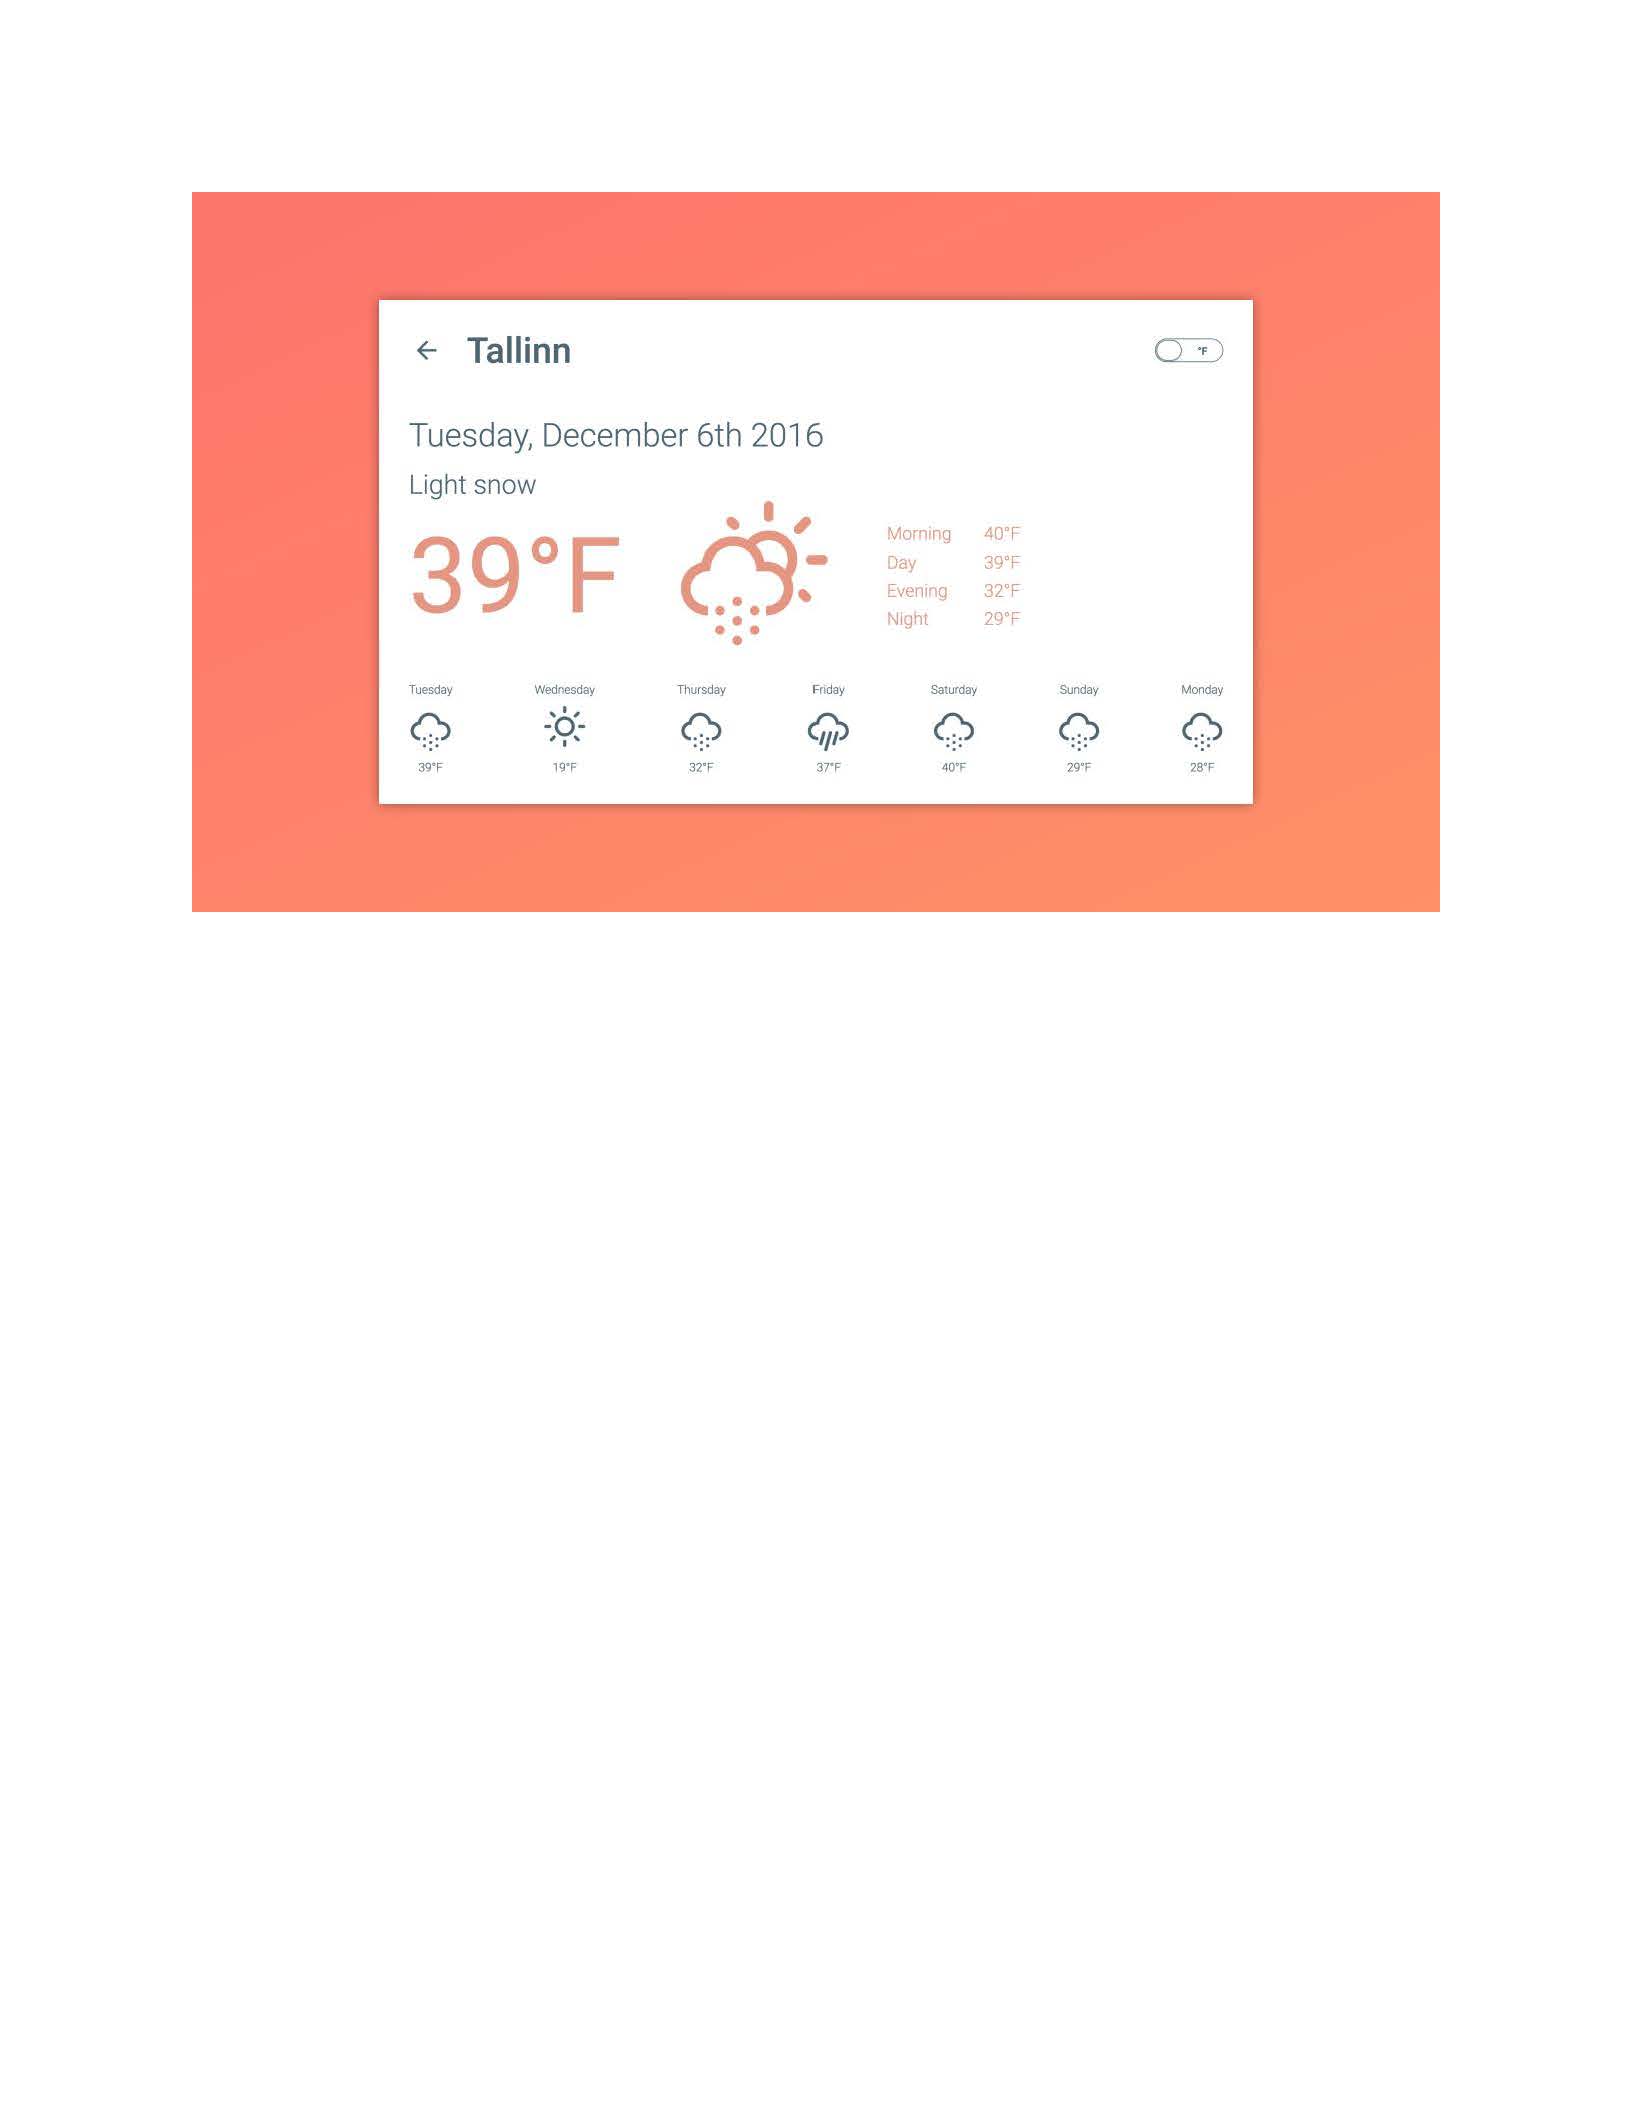 Tallinn
°F
Tuesday, December 6th 2016
Light snow
39°F
Morning 40°F
Day 39°F
Evening 32°F
Night 29°F
Tuesday Wednesday Thursday Friday Saturday Sunday Monday
39°F 19°F 32°F 37°F 40°F 29°F 28°F